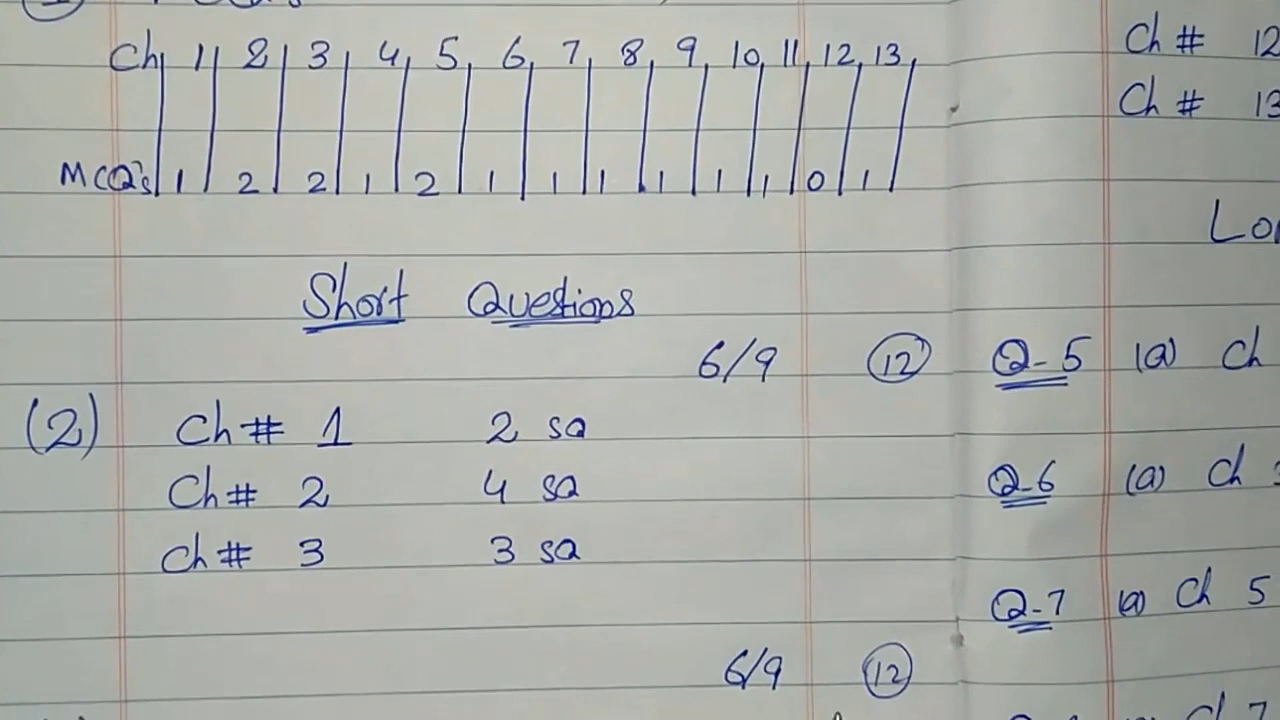 Ch 1 2 3 4 5 6 7 8 9 10 11 12 13
MCQ's 1 2 2 1 2 1 1 1 1 1 1 0 1
Short Questions
6/9 12
(2) Ch # 1 2 SQ
Ch # 2 4 SQ
Ch # 3 3 SQ
6/9 12
Ch # 12
Ch # 13
Q-5 (a) Ch
Q-6 (a) Ch
Q-7 (a) Ch 5
Ch 7